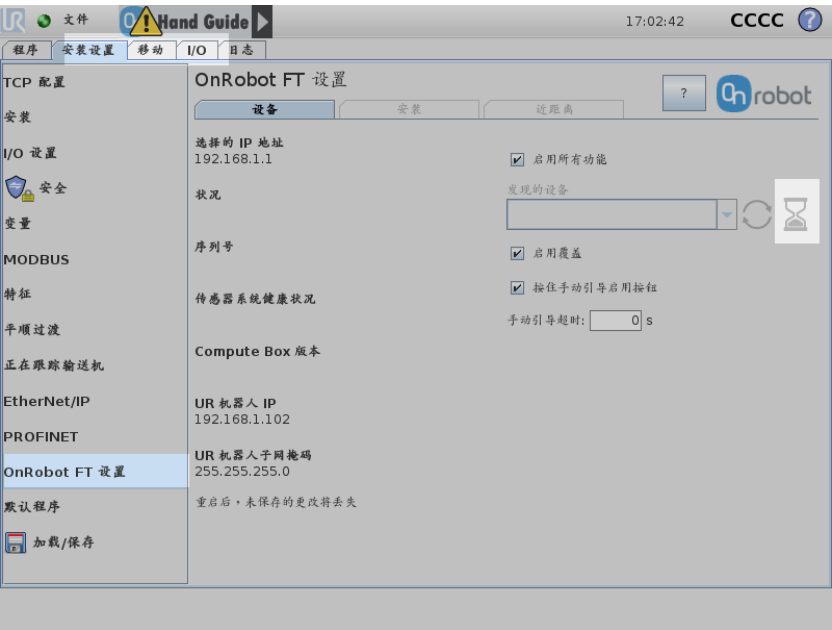 UR 文件 On Hand Guide 17:02:42 CCCC ?
程序 安装设置 移动 I/O 日志
TCP 配置
安装
I/O 设置
安全
变量
MODBUS
特征
平顺过渡
正在跟踪输送机
EtherNet/IP
PROFINET
OnRobot FT 设置
默认程序
加载/保存
OnRobot FT 设置
? On robot
设备 安装 近距离
选择的 IP 地址
192.168.1.1
启用所有功能
状况
发现的设备
序列号
启用覆盖
按住手动引导启用按钮
传感器系统健康状况
手动引导超时: 0 s
Compute Box 版本
UR 机器人 IP
192.168.1.102
UR 机器人子网掩码
255.255.255.0
重启后，未保存的更改将丢失